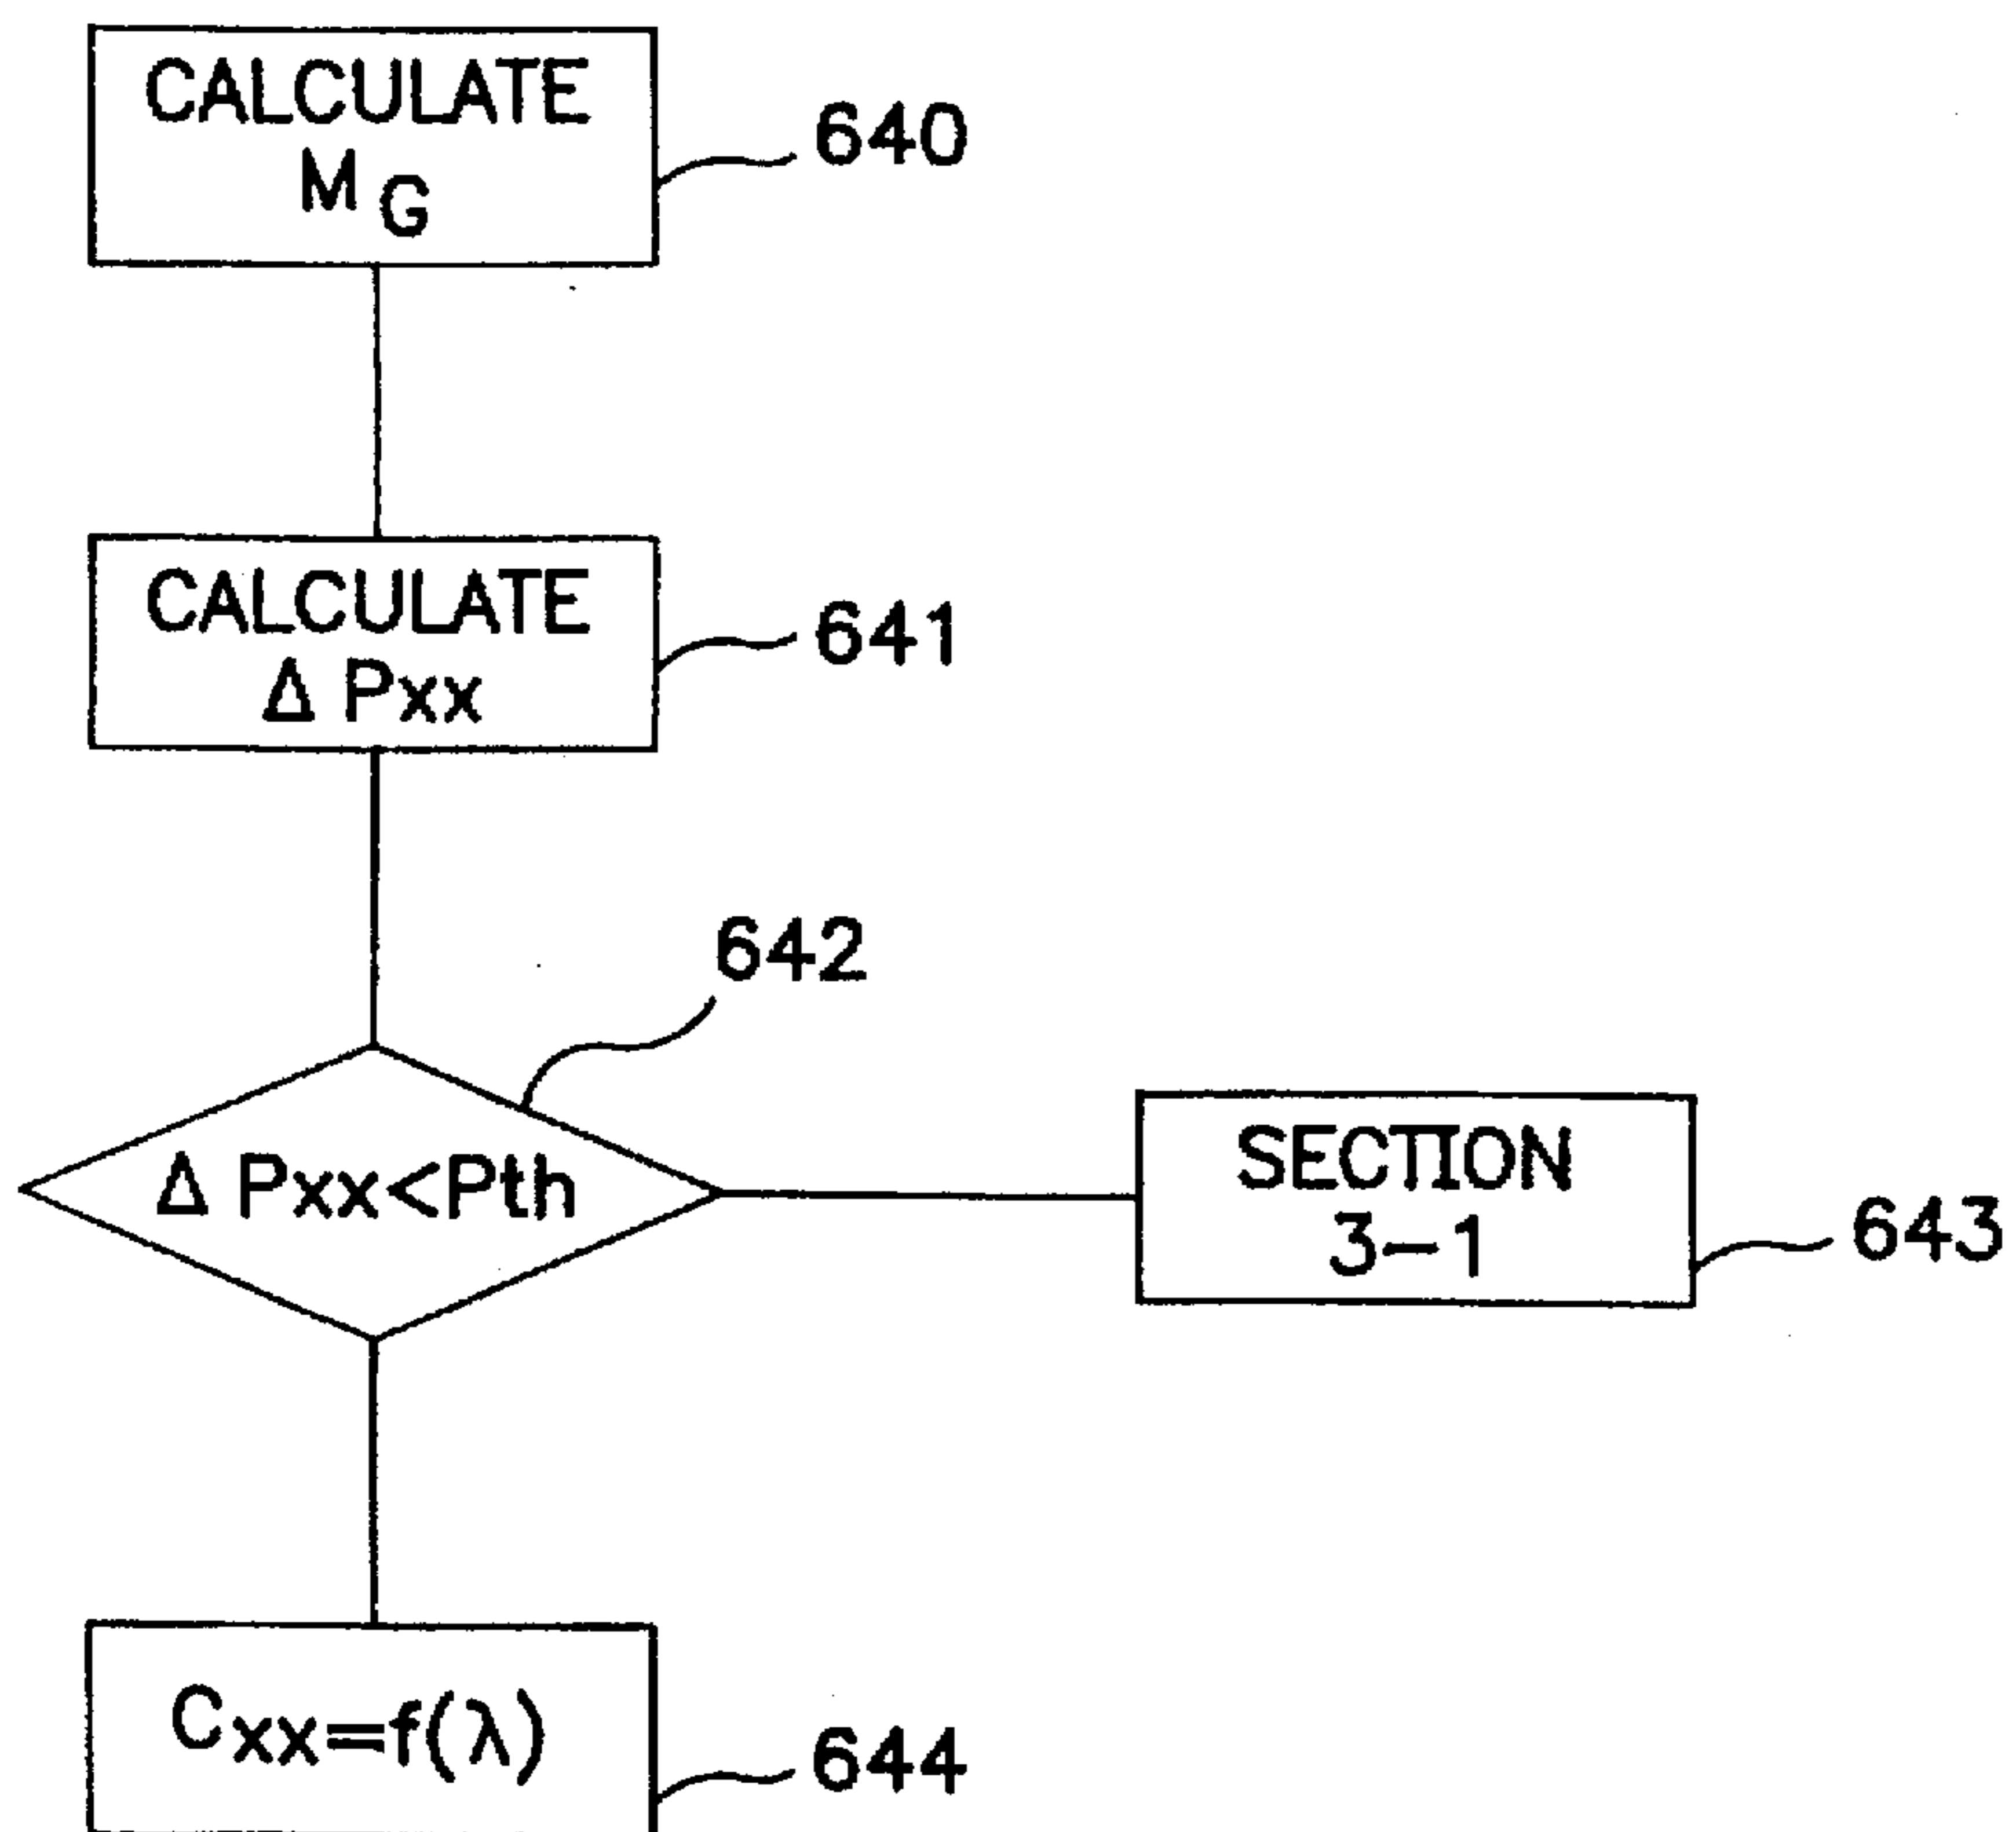 CALCULATE
M G
640
CALCULATE
Δ Pxx
641
642
Δ Pxx<Pth
SECTION
3-1
643
Cxx=f(λ)
644